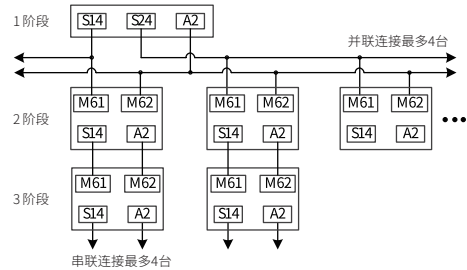 1阶段 S14 S24 A2
并联连接最多4台
2阶段 M61 M62 M61 M62 M61 M62
S14 A2 S14 A2 S14 A2
3阶段 M61 M62 M61 M62
S14 A2 S14 A2
串联连接最多4台